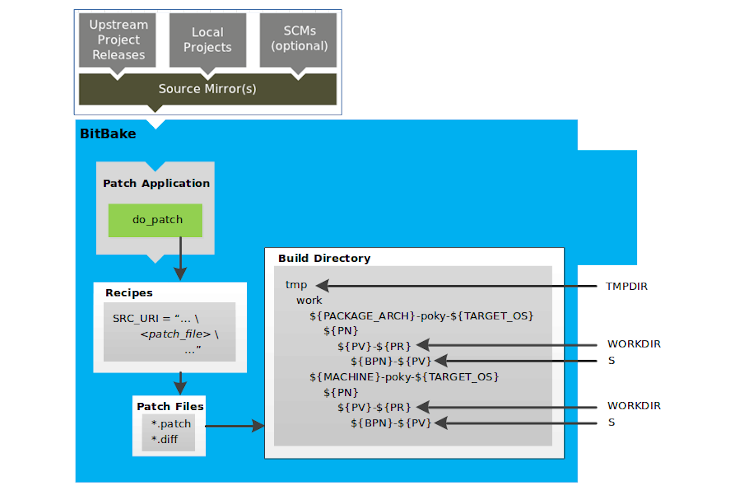 Upstream
Project
Releases
Local
Projects
SCMs
(optional)
Source Mirror(s)
BitBake
Patch Application
do_patch
Recipes
SRC_URI = “... \
<patch_file> \
...”
Patch Files
*.patch
*.diff
Build Directory
tmp
work
${PACKAGE_ARCH}-poky-${TARGET_OS}
${PN}
${PV}-${PR}
${BPN}-${PV}
${MACHINE}-poky-${TARGET_OS}
${PN}
${PV}-${PR}
${BPN}-${PV}
TMPDIR
WORKDIR
S
WORKDIR
S